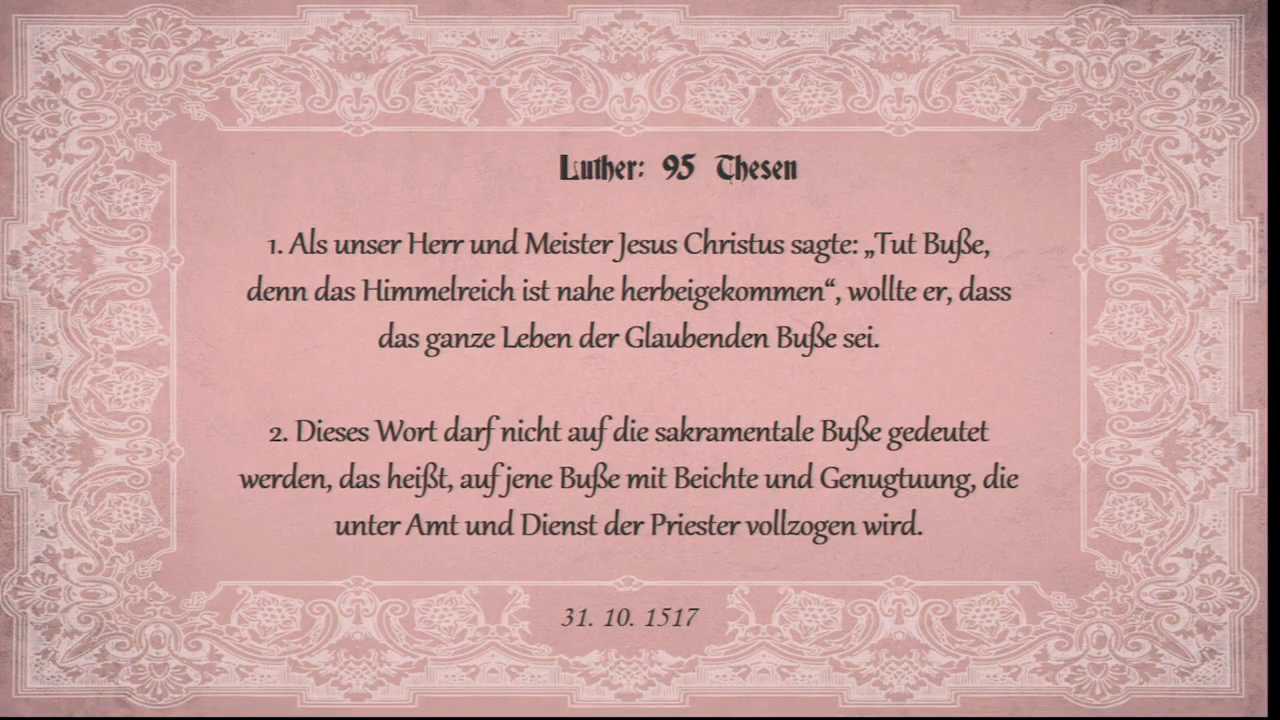 Luther: 95 Thesen
1. Als unser Herr und Meister Jesus Christus sagte: „Tut Buße,
denn das Himmelreich ist nahe herbeigekommen“, wollte er, dass
das ganze Leben der Glaubenden Buße sei.
2. Dieses Wort darf nicht auf die sakramentale Buße gedeutet
werden, das heißt, auf jene Buße mit Beichte und Genugtuung, die
unter Amt und Dienst der Priester vollzogen wird.
31. 10. 1517